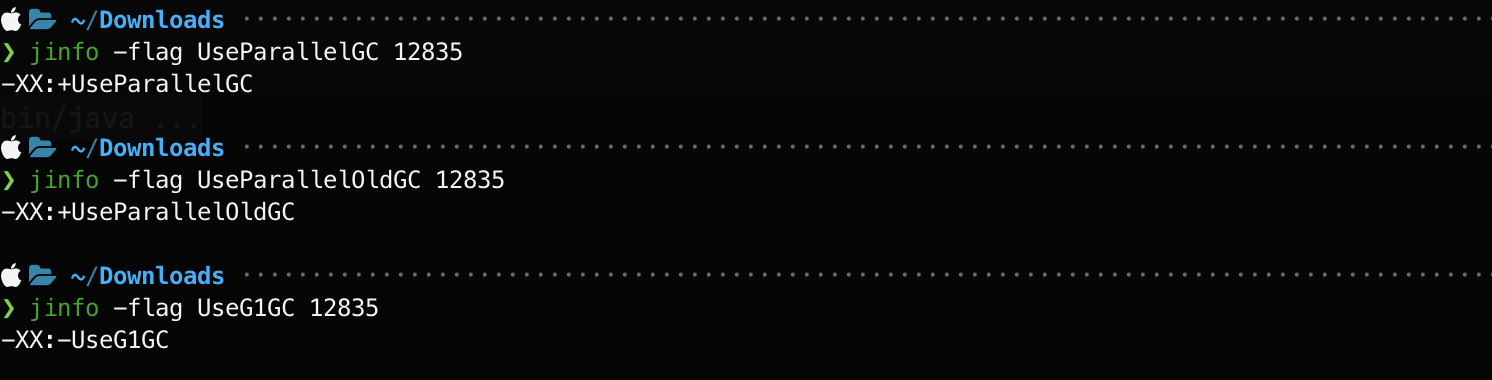 ~/Downloads
❯ jinfo -flag UseParallelGC 12835
-XX:+UseParallelGC
bin/java ...
~/Downloads
❯ jinfo -flag UseParallelOldGC 12835
-XX:+UseParallelOldGC
~/Downloads
❯ jinfo -flag UseG1GC 12835
-XX:-UseG1GC